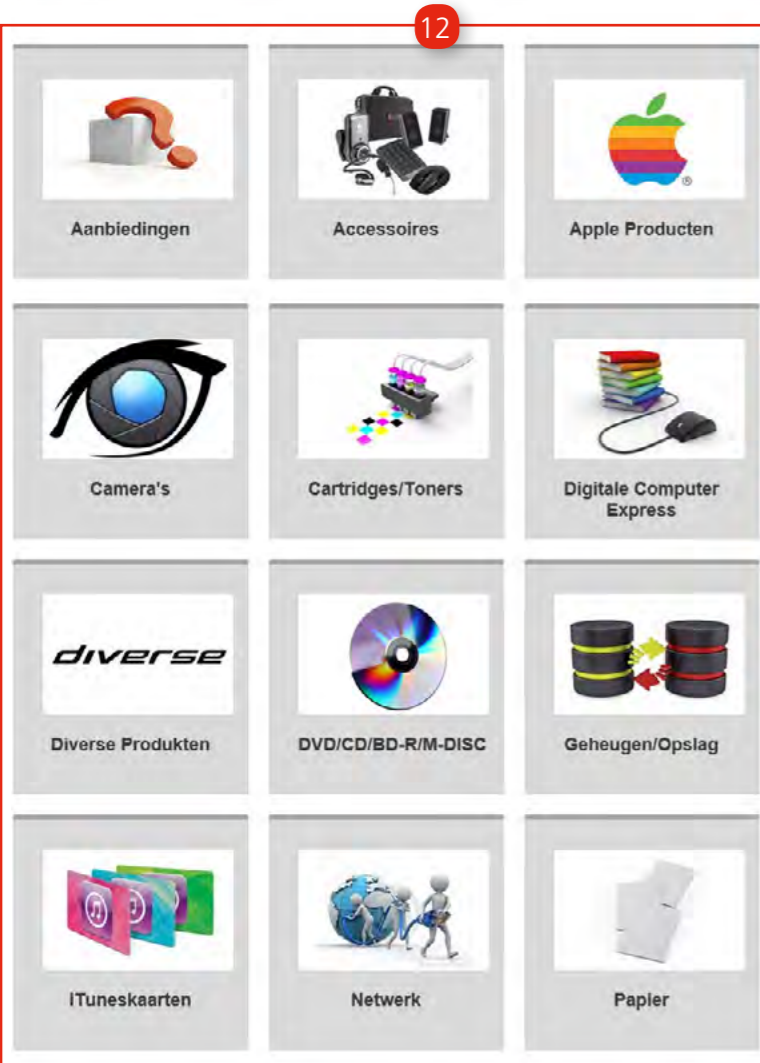 12
Aanbiedingen
Accessoires
®
Apple Producten
Camera's
Cartridges/Toners
Digitale Computer
Express
diverse
Diverse Produkten
DVD/CD/BD-R/M-DISC
Geheugen/Opslag
ITuneskaarten
Netwerk
Papier